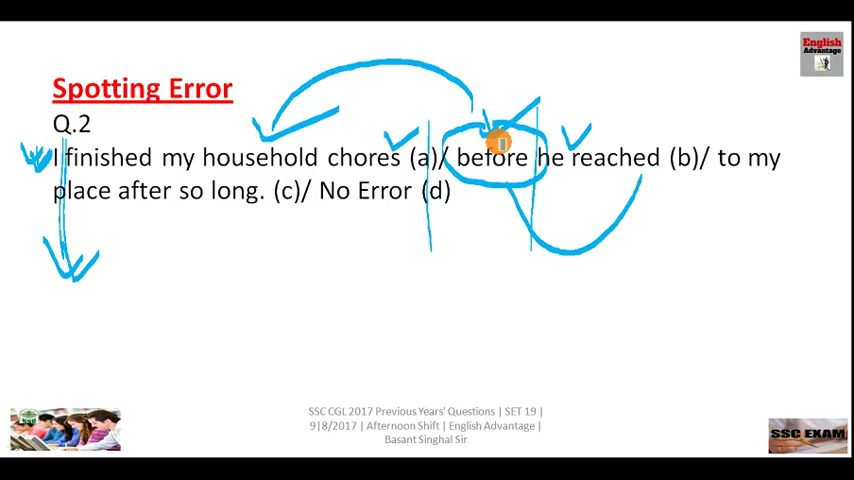 English
Advantage
Spotting Error
Q.2
I finished my household chores (a)/ before he reached (b)/ to my
place after so long. (c)/ No Error (d)
SSC CGL 2017 Previous Years' Questions | SET 19 |
9|8/2017 | Afternoon Shift | English Advantage |
Basant Singhal Sir
SSC EXAM